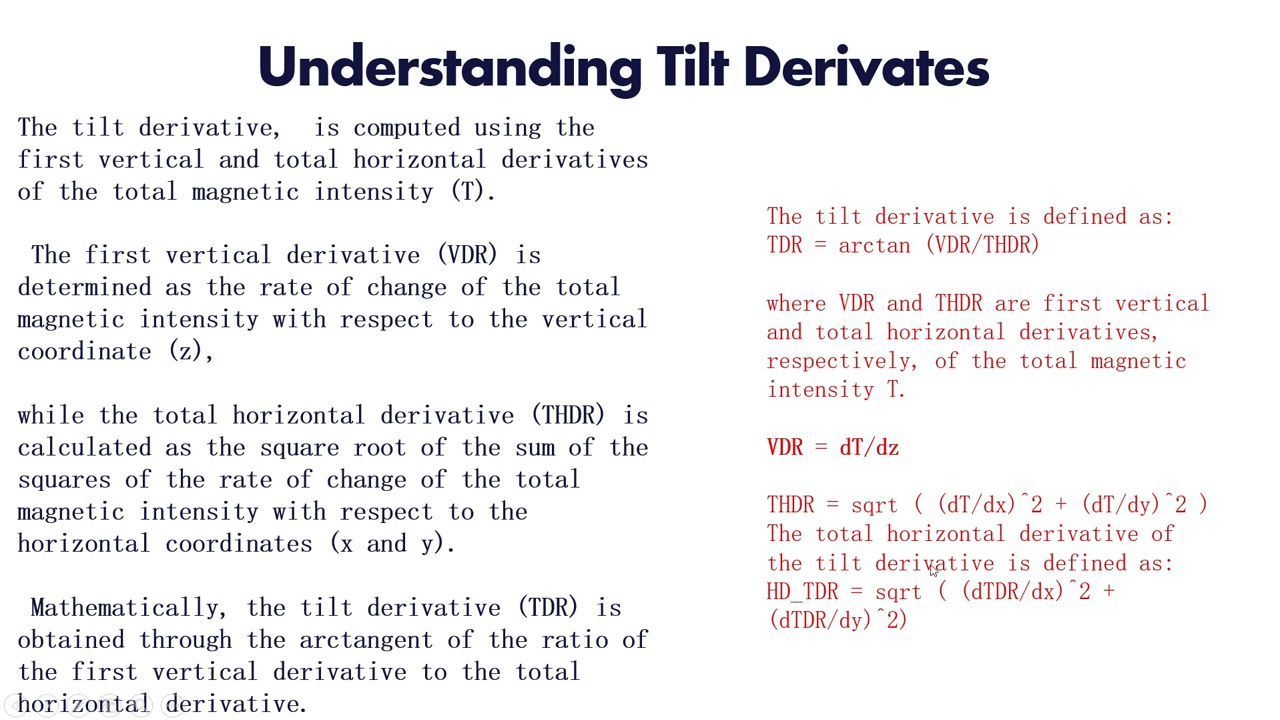 Understanding Tilt Derivates
The tilt derivative,  is computed using the
first vertical and total horizontal derivatives
of the total magnetic intensity (T).
The first vertical derivative (VDR) is
determined as the rate of change of the total
magnetic intensity with respect to the vertical
coordinate (z),
while the total horizontal derivative (THDR) is
calculated as the square root of the sum of the
squares of the rate of change of the total
magnetic intensity with respect to the
horizontal coordinates (x and y).
Mathematically, the tilt derivative (TDR) is
obtained through the arctangent of the ratio of
the first vertical derivative to the total
horizontal derivative.
The tilt derivative is defined as:
TDR = arctan (VDR/THDR)
where VDR and THDR are first vertical
and total horizontal derivatives,
respectively, of the total magnetic
intensity T.
VDR = dT/dz
THDR = sqrt ( (dT/dx)^2 + (dT/dy)^2 )
The total horizontal derivative of
the tilt derivative is defined as:
HD_TDR = sqrt ( (dTDR/dx)^2 +
(dTDR/dy)^2)